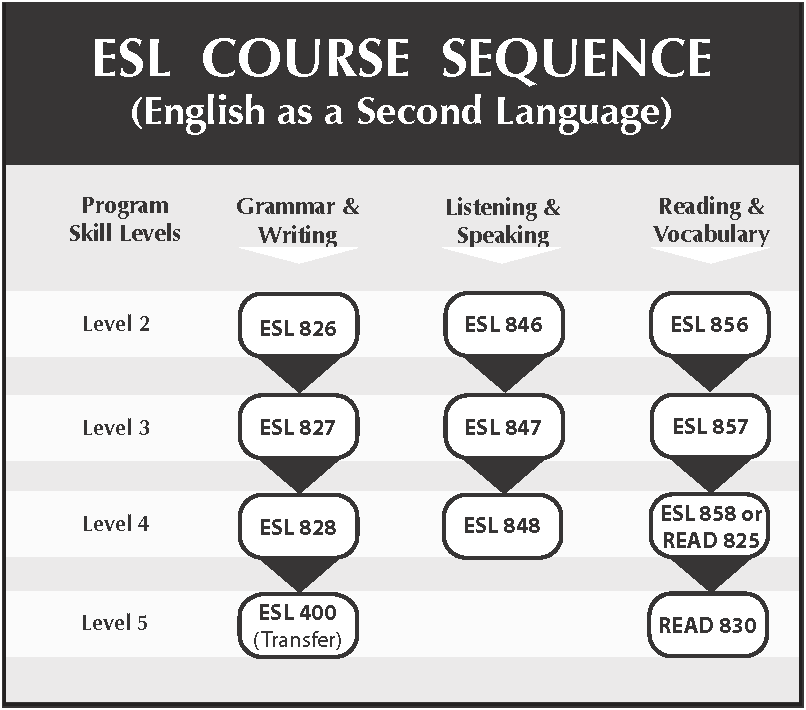 ESL COURSE SEQUENCE
(English as a Second Language)
Program
Skill Levels
Grammar &
Writing
Listening &
Speaking
Reading &
Vocabulary
Level 2
ESL 826
ESL 846
ESL 856
Level 3
ESL 827
ESL 847
ESL 857
Level 4
ESL 828
ESL 848
ESL 858 or
READ 825
Level 5
ESL 400
(Transfer)
READ 830